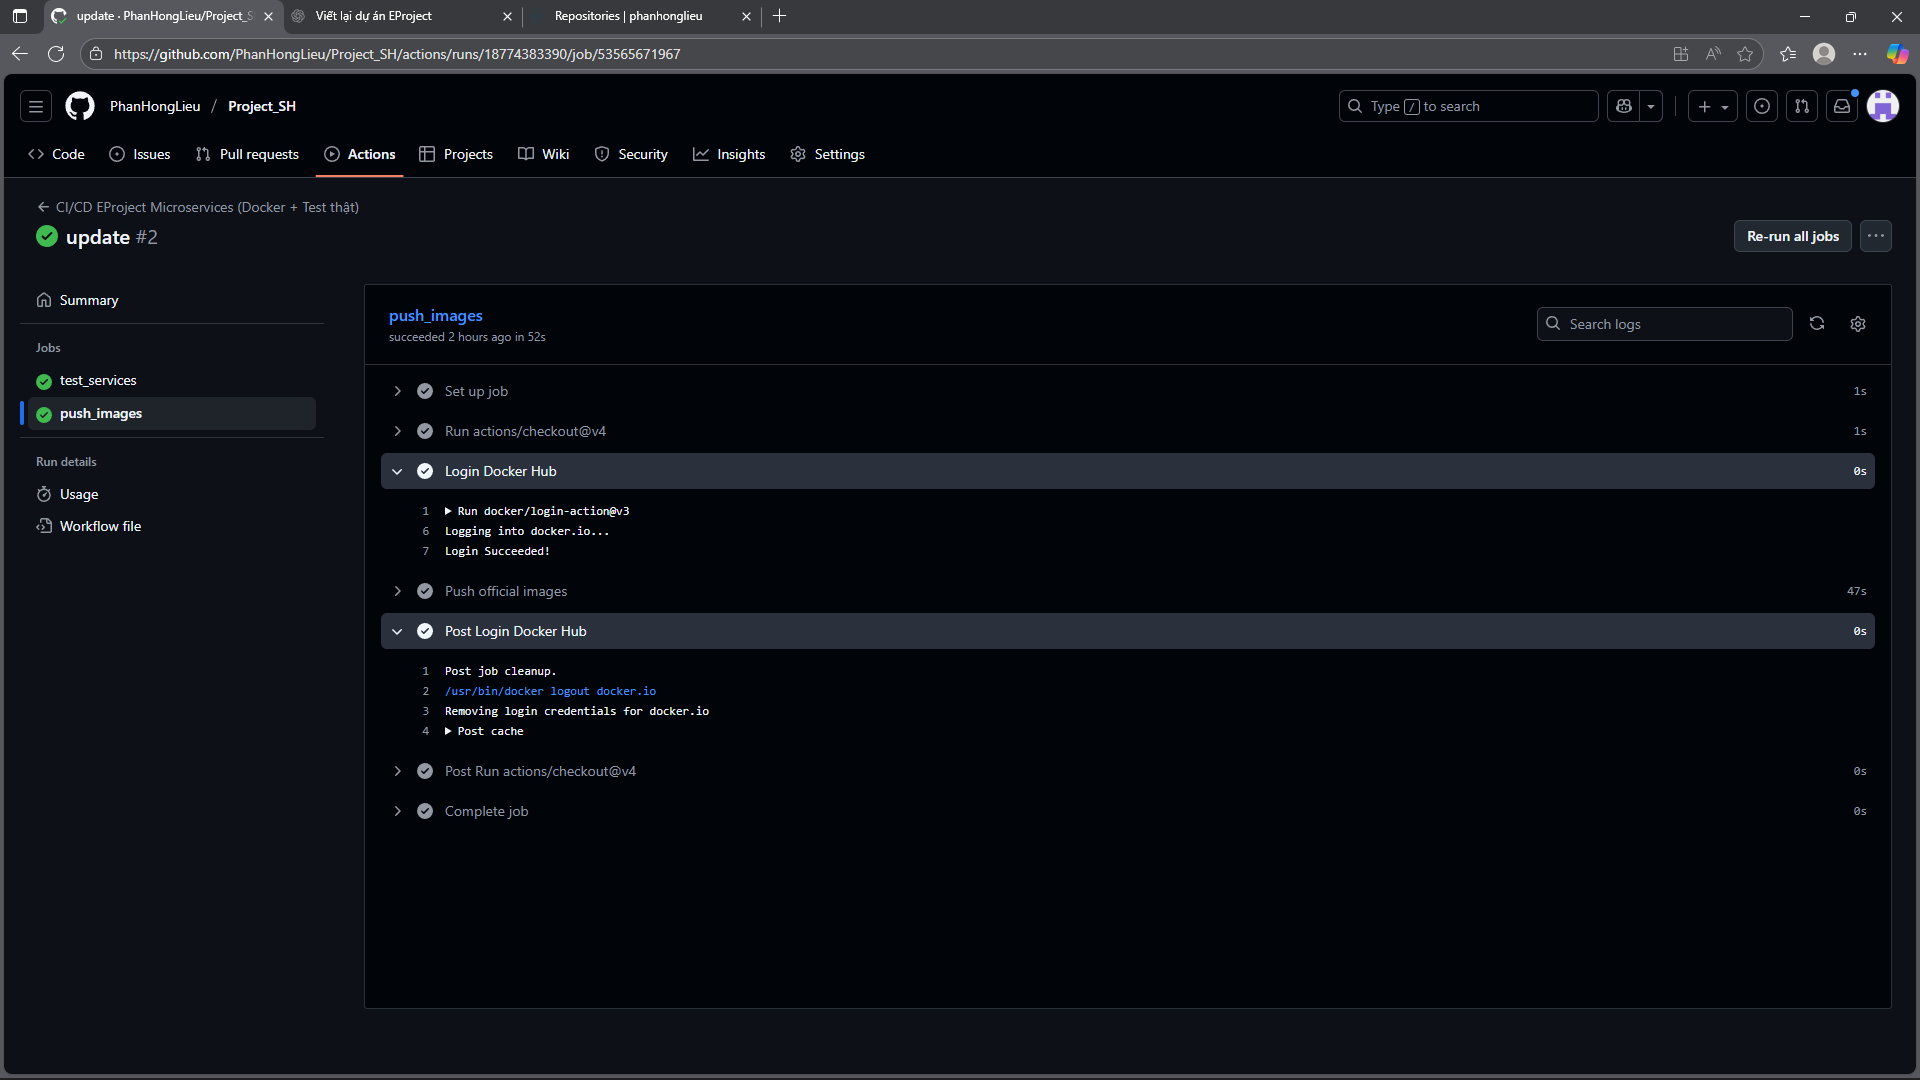 update · PhanHongLieu/Project_S
Viết lại dự án EProject
Repositories | phanhonglieu
https://github.com/PhanHongLieu/Project_SH/actions/runs/18774383390/job/53565671967
PhanHongLieu / Project_SH
Type / to search
Code
Issues
Pull requests
Actions
Projects
Wiki
Security
Insights
Settings
CI/CD EProject Microservices (Docker + Test thật)
update #2
Re-run all jobs
Summary
Jobs
test_services
push_images
Run details
Usage
Workflow file
push_images
succeeded 2 hours ago in 52s
Search logs
Set up job 1s
Run actions/checkout@v4 1s
Login Docker Hub 0s
1 Run docker/login-action@v3
6 Logging into docker.io...
7 Login Succeeded!
Push official images 47s
Post Login Docker Hub 0s
1 Post job cleanup.
2 /usr/bin/docker logout docker.io
3 Removing login credentials for docker.io
4 Post cache
Post Run actions/checkout@v4 0s
Complete job 0s